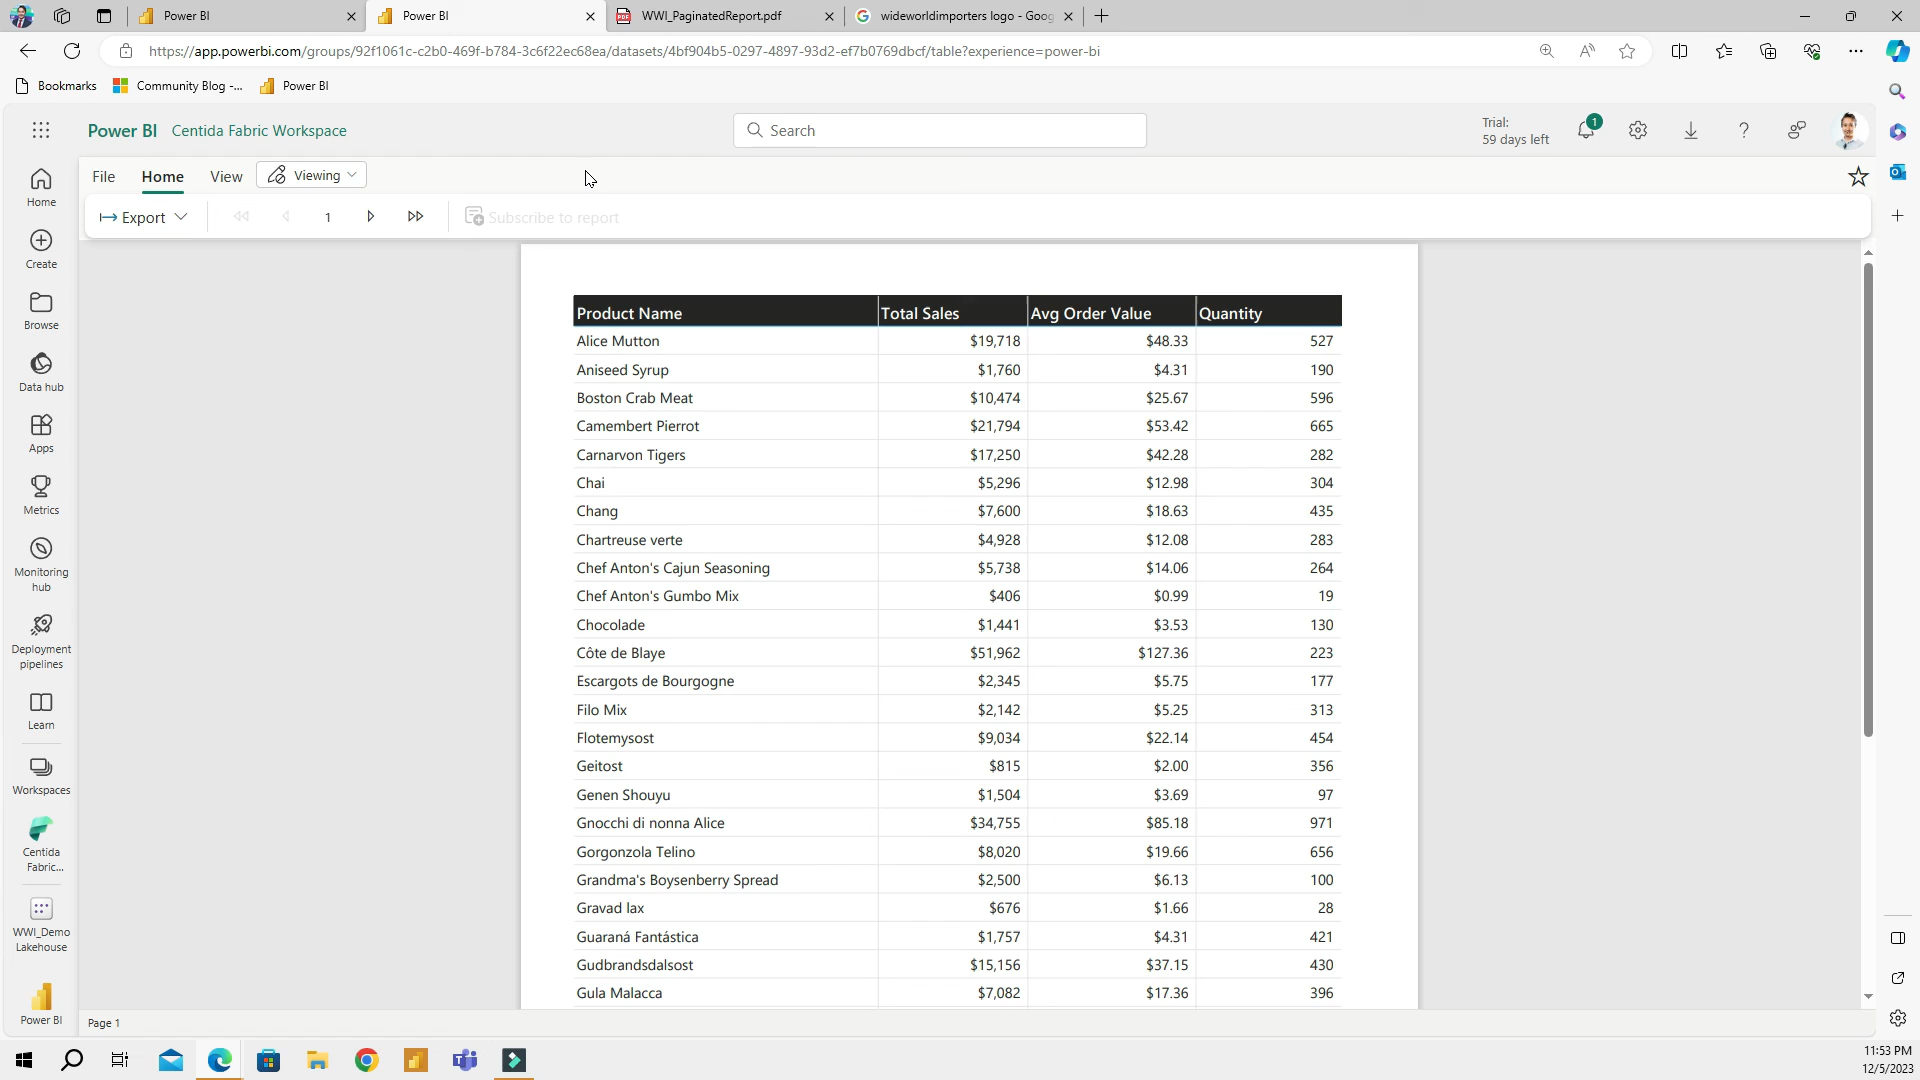 Power BI
Power BI
WWI_PaginatedReport.pdf
wideworldimporters logo - Goog
https://app.powerbi.com/groups/92f1061c-c2b0-469f-b784-3c6f22ec68ea/datasets/4bf904b5-0297-4897-93d2-ef7b0769dbcf/table?experience=power-bi
Bookmarks
Community Blog -...
Power BI
Power BI Centida Fabric Workspace
Search
Trial:
59 days left
1
File Home View Viewing
Export 1 Subscribe to report
Home
Create
Browse
Data hub
Apps
Metrics
Monitoring
hub
Deployment
pipelines
Learn
Workspaces
Centida
Fabric...
WWI_Demo
Lakehouse
Power BI
Product Name Total Sales Avg Order Value Quantity
Alice Mutton $19,718 $48.33 527
Aniseed Syrup $1,760 $4.31 190
Boston Crab Meat $10,474 $25.67 596
Camembert Pierrot $21,794 $53.42 665
Carnarvon Tigers $17,250 $42.28 282
Chai $5,296 $12.98 304
Chang $7,600 $18.63 435
Chartreuse verte $4,928 $12.08 283
Chef Anton's Cajun Seasoning $5,738 $14.06 264
Chef Anton's Gumbo Mix $406 $0.99 19
Chocolade $1,441 $3.53 130
Côte de Blaye $51,962 $127.36 223
Escargots de Bourgogne $2,345 $5.75 177
Filo Mix $2,142 $5.25 313
Flotemysost $9,034 $22.14 454
Geitost $815 $2.00 356
Genen Shouyu $1,504 $3.69 97
Gnocchi di nonna Alice $34,755 $85.18 971
Gorgonzola Telino $8,020 $19.66 656
Grandma's Boysenberry Spread $2,500 $6.13 100
Gravad lax $676 $1.66 28
Guaraná Fantástica $1,757 $4.31 421
Gudbrandsdalsost $15,156 $37.15 430
Gula Malacca $7,082 $17.36 396
Page 1
11:53 PM
12/5/2023